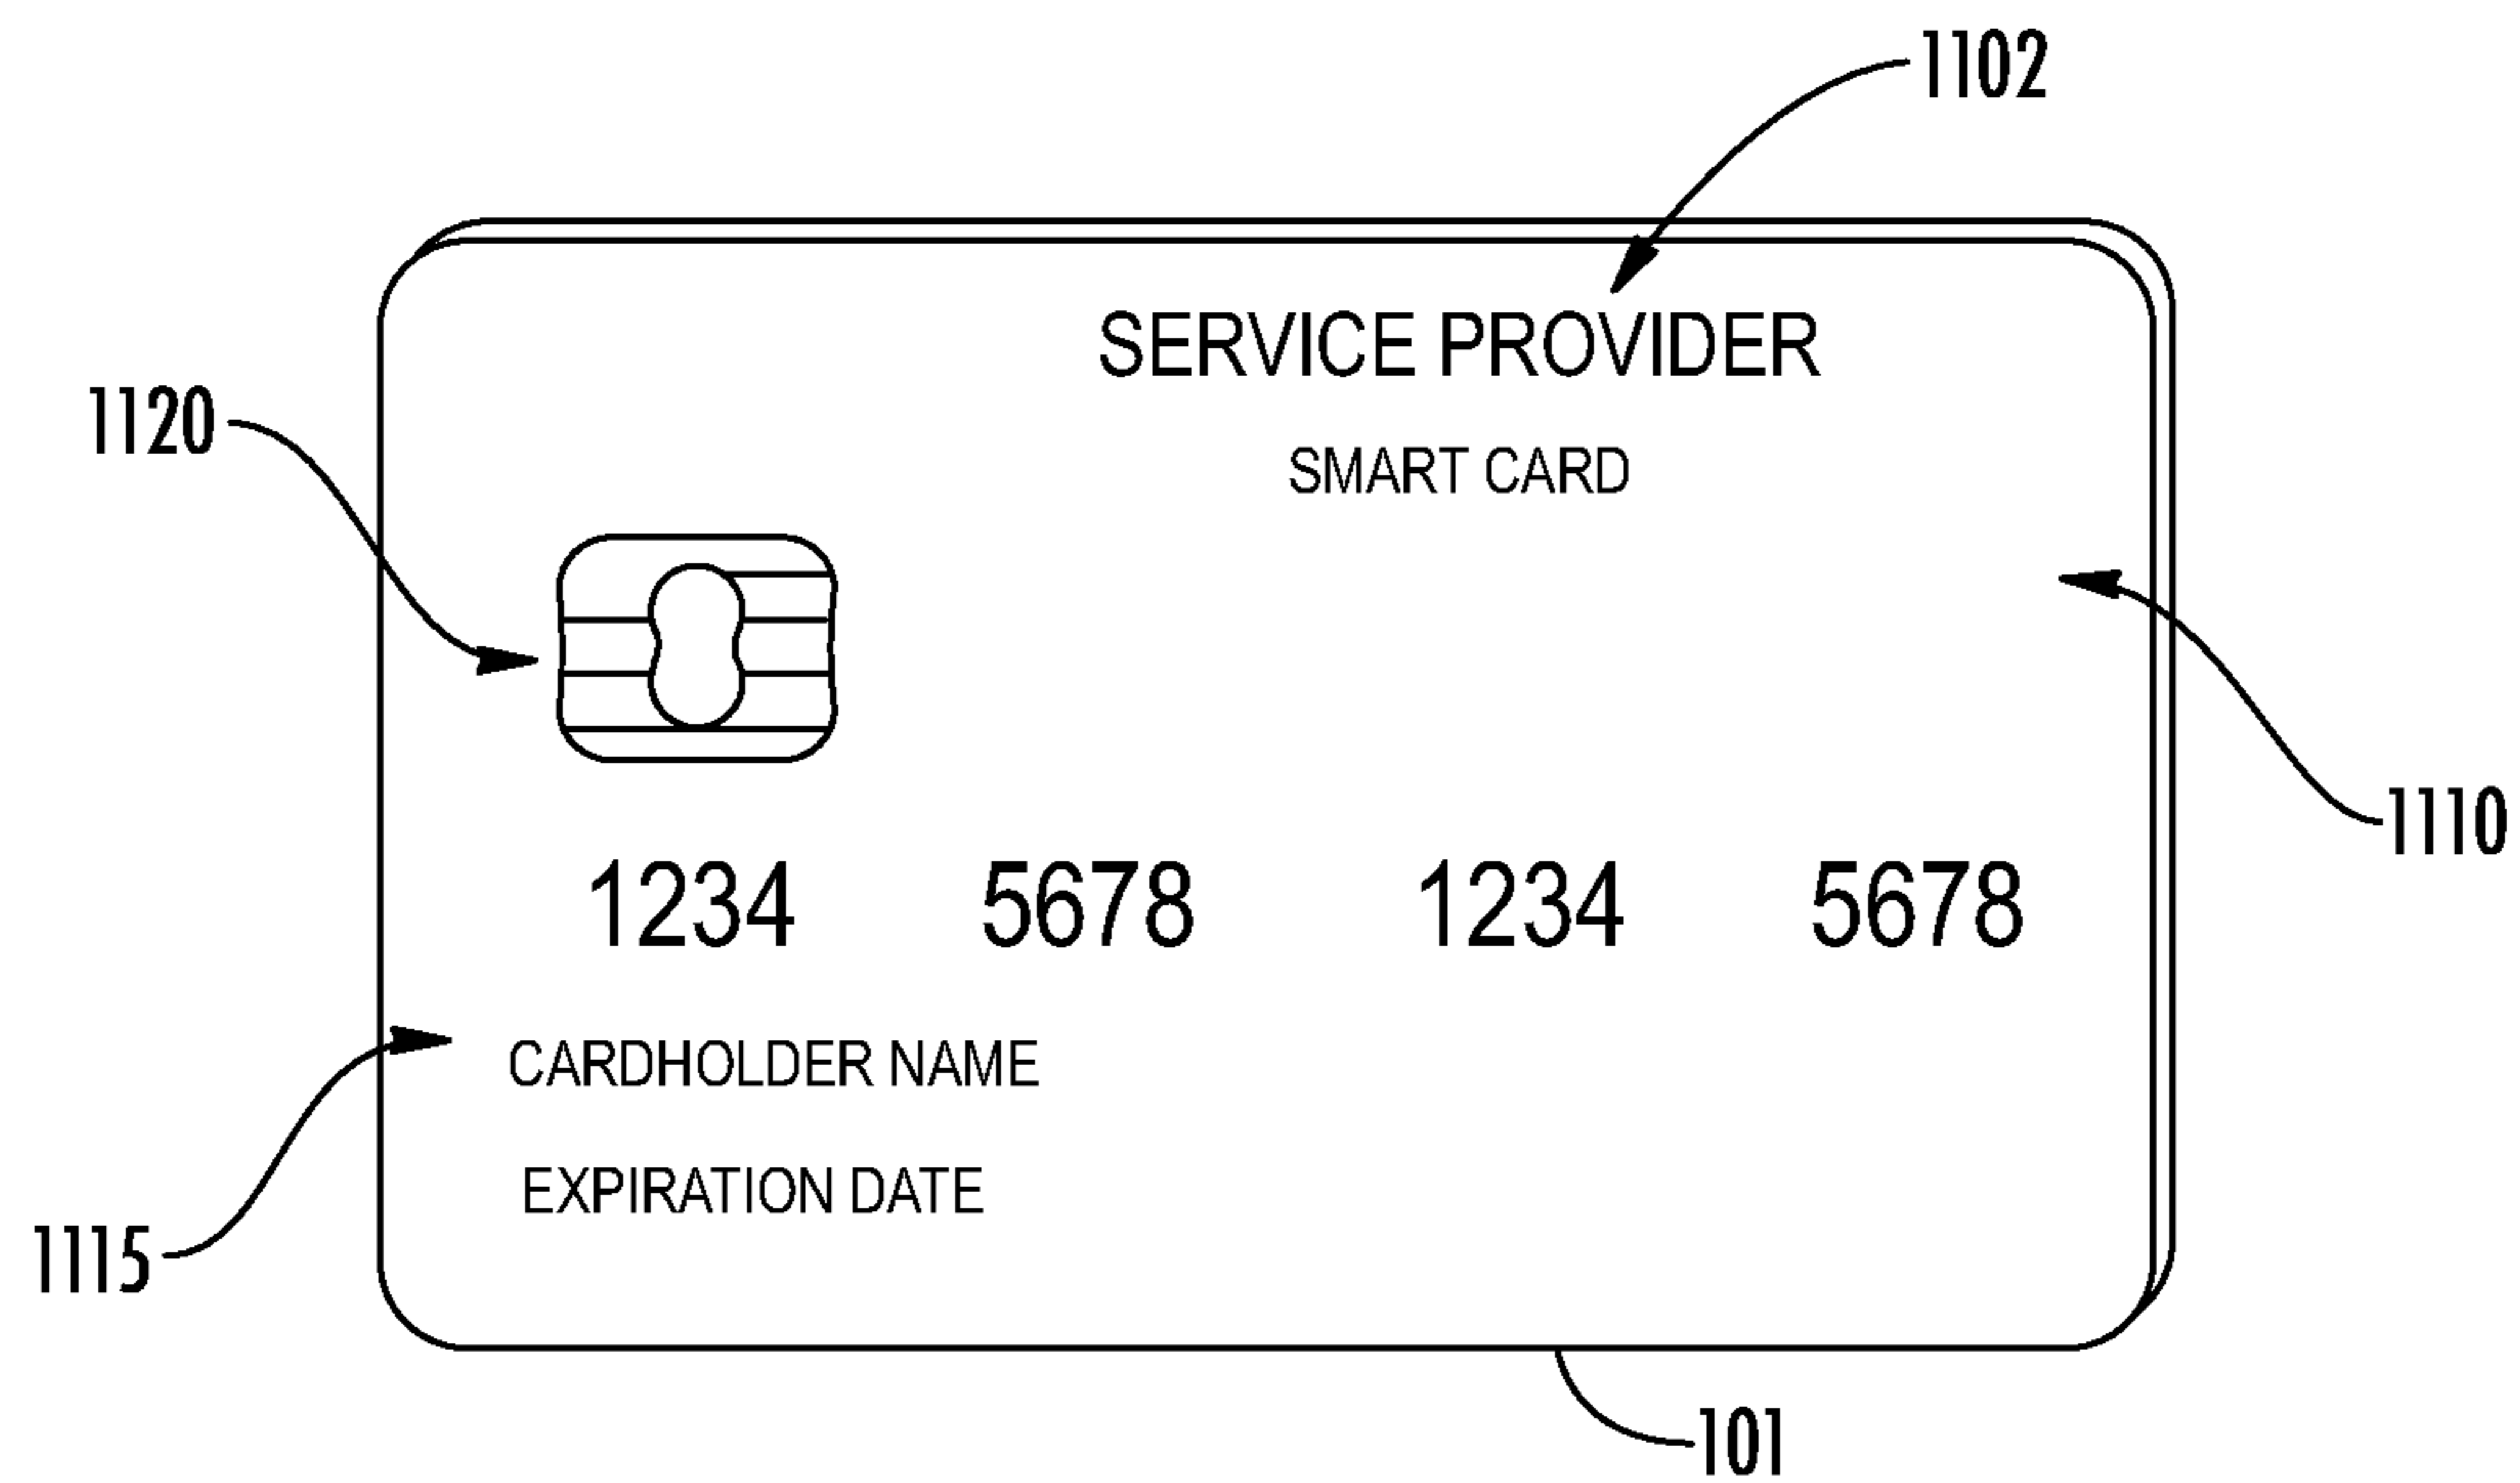 1102
SERVICE PROVIDER
1120
SMART CARD
1110
1234 5678 1234 5678
CARDHOLDER NAME
EXPIRATION DATE
1115
101